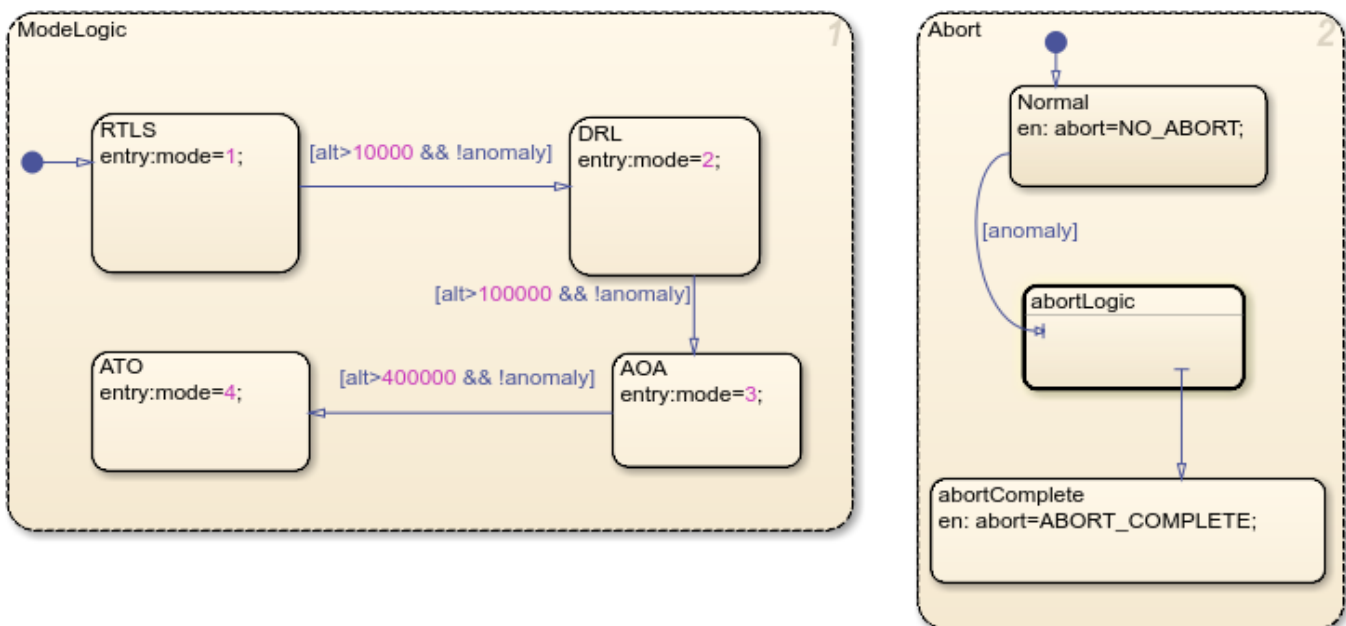 ModeLogic
1
RTLS
entry:mode=1;
[alt>10000 && !anomaly]
DRL
entry:mode=2;
[alt>100000 && !anomaly]
ATO
entry:mode=4;
[alt>400000 && !anomaly]
AOA
entry:mode=3;
Abort
2
Normal
en: abort=NO_ABORT;
[anomaly]
abortLogic
abortComplete
en: abort=ABORT_COMPLETE;